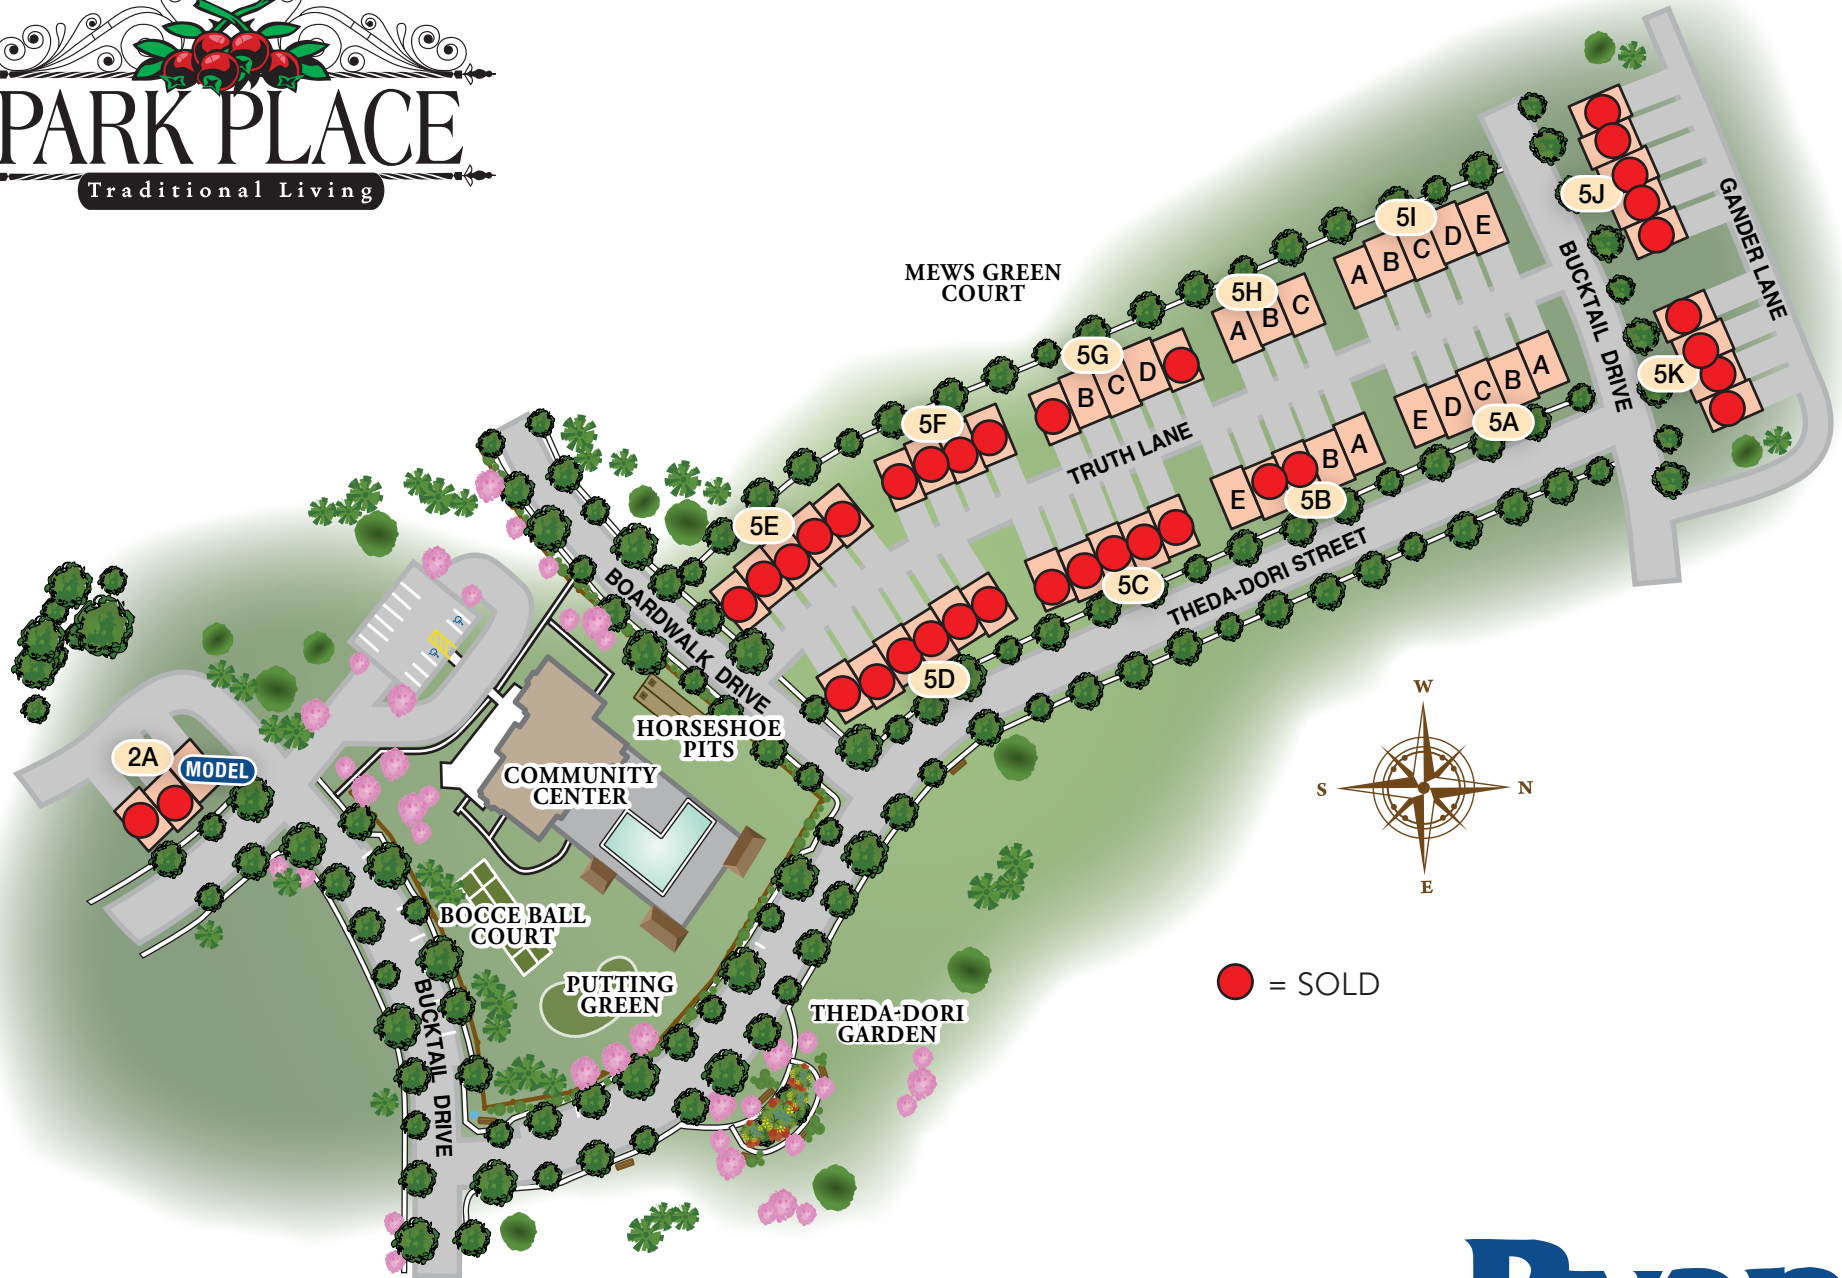 PARK PLACE
Traditional Living
MEWS GREEN
COURT
5J
GANDER LANE
5I
A B C D E
BUCKTAIL DRIVE
5H
A B C
5K
5G
B C D
5A
E D C B A
5F
TRUTH LANE
5B
E B A
5E
5C
THEDA-DORI STREET
BOARDWALK DRIVE
5D
HORSESHOE
PITS
2A
MODEL
COMMUNITY
CENTER
W
S
N
E
BOCCE BALL
COURT
PUTTING
GREEN
= SOLD
THEDA-DORI
GARDEN
BUCKTAIL DRIVE